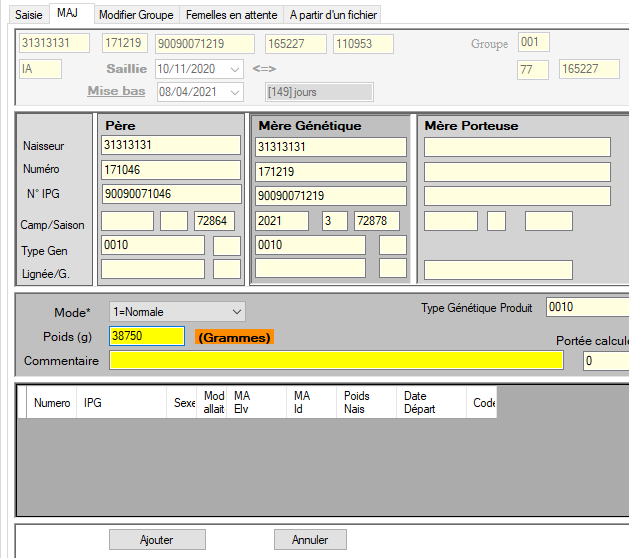 Saisie MAJ Modifier Groupe Femelles en attente A partir d'un fichier
31313131 171219 90090071219 165227 110953 Groupe 001
IA Saillie 10/11/2020 <=> 77 165227
Mise bas 08/04/2021 [149] jours
Père Mère Génétique Mère Porteuse
Naisseur 31313131 31313131
Numéro 171046 171219
N° IPG 90090071046 90090071219
Camp/Saison 72864 2021 3 72878
Type Gen 0010 0010
Lignée/G.
Mode* 1=Normale Type Génétique Produit 0010
Poids (g) 38750 (Grammes) Portée calculé
Commentaire 0
Numero IPG Sexe Mod allait MA Elv MA Id Poids Nais Date Départ Code
Ajouter Annuler